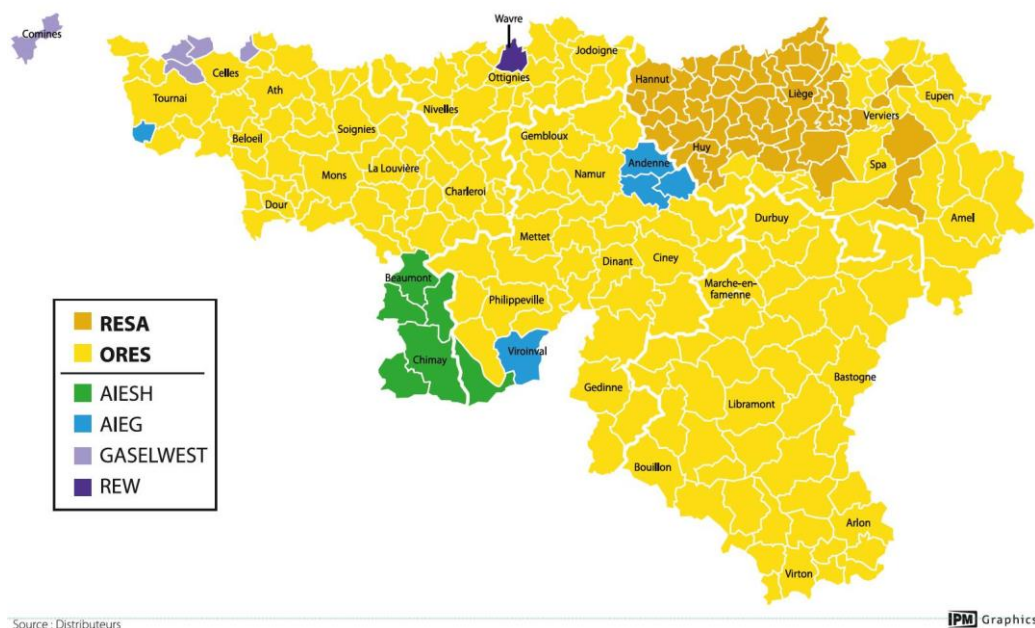 Wavre
Comines
Jodoigne
Celles
Ottignies
Hannut
Liège
Eupen
Tournai
Ath
Nivelles
Verviers
Beloeil
Soignies
Gembloux
Huy
Andenne
Spa
Mons
La Louvière
Namur
Charleroi
Dour
Durbuy
Amel
Mettet
Dinant
Ciney
Beaumont
Marche-en-
famenne
Philippeville
Viroinval
Chimay
Bastogne
Gedinne
Libramont
Bouillon
Arlon
Virton
RESA
ORES
AIESH
AIEG
GASELWEST
REW
Source : Distributeurs
IPM Graphics